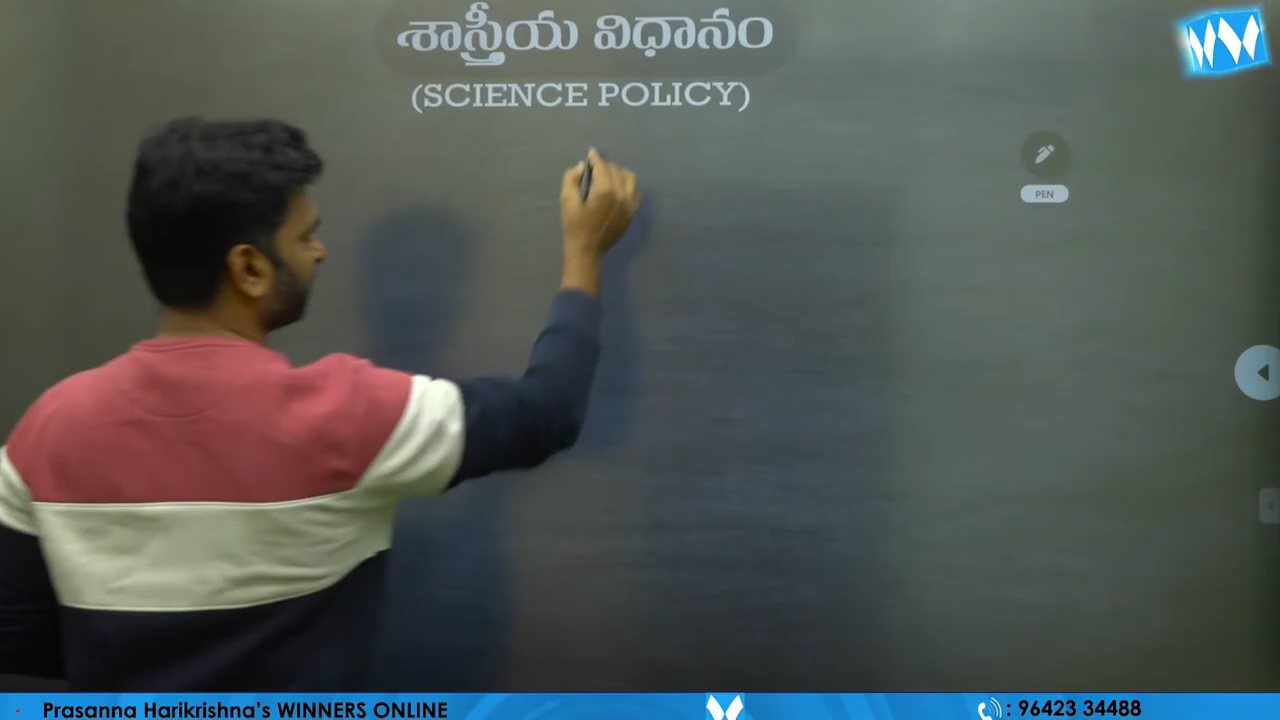 శాస్త్రీయ విధానం
(SCIENCE POLICY)
PEN
- Prasanna Harikrishna's WINNERS ONLINE
: 96423 34488